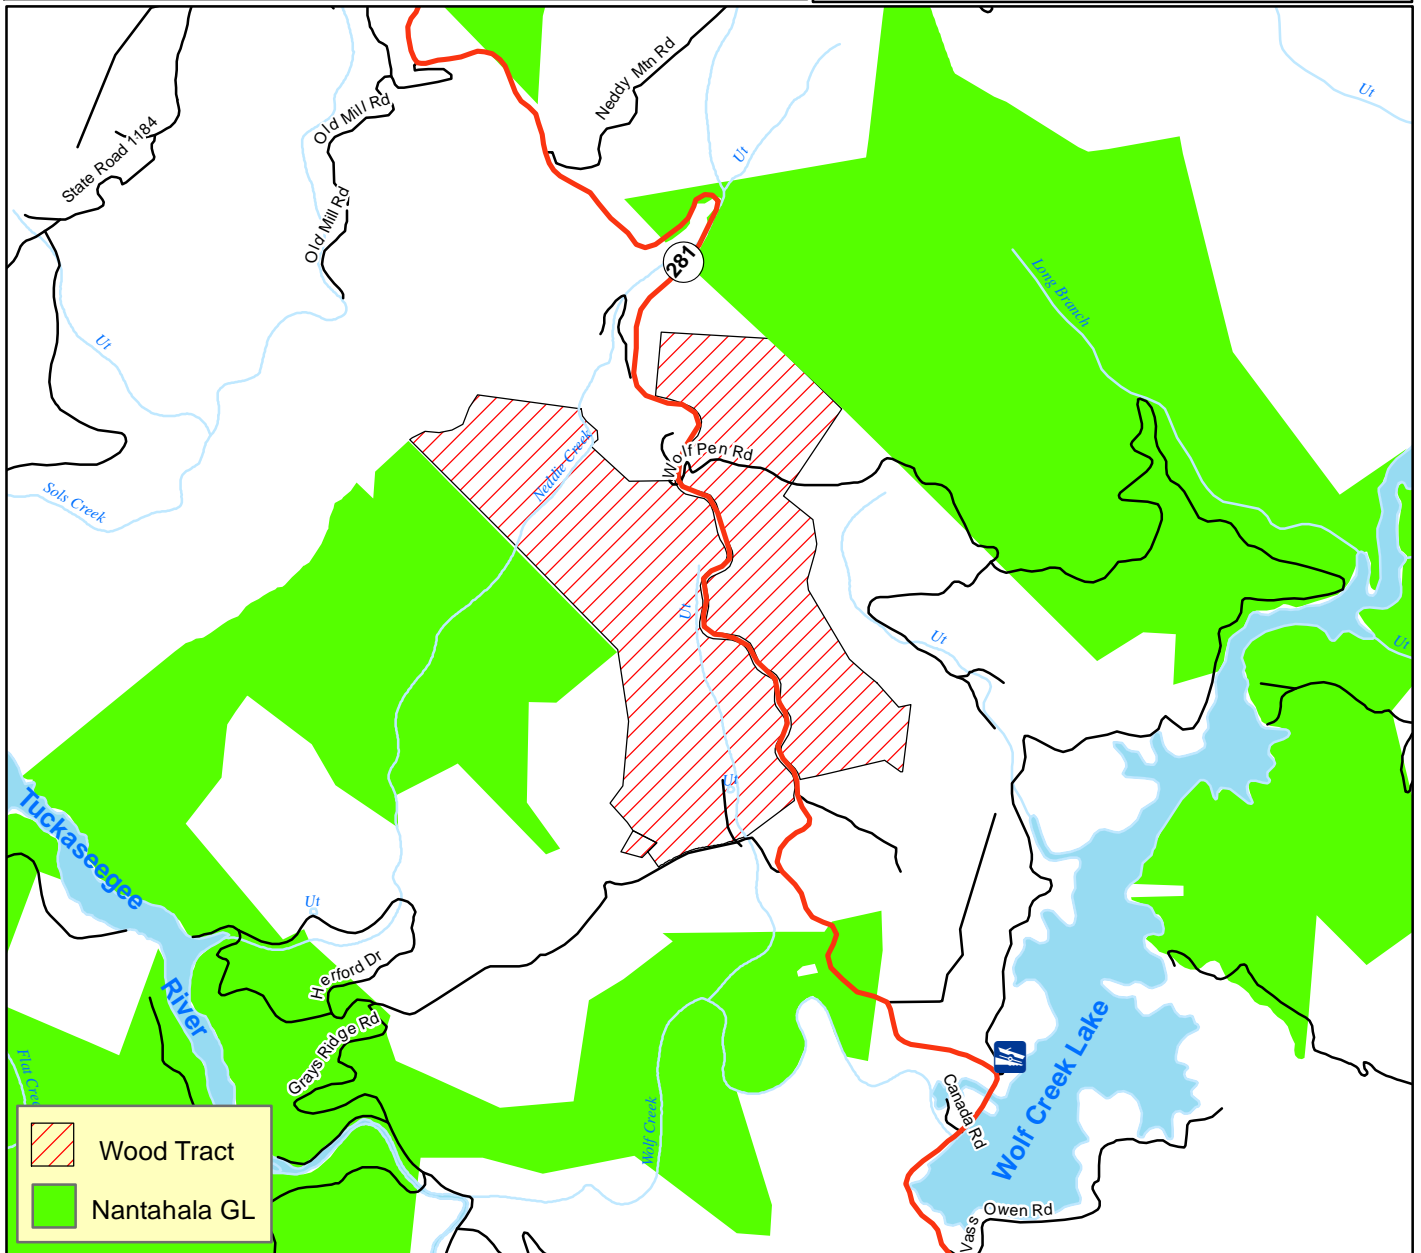 Neddy Mtn Rd
Ut
Old Mill Rd
State Road 1184
Ut
Old Mill Rd
281
Long Branch
Ut
Wolf Pen Rd
Neddie Creek
Sols Creek
Ut
Ut
Ut
Ut
Tuckaseegee
River
Ut
Herford Dr
Grays Ridge Rd
Flat Cree
Wolf Creek
Canada Rd
Wolf Creek Lake
Vass Owen Rd
Wood Tract
Nantahala GL